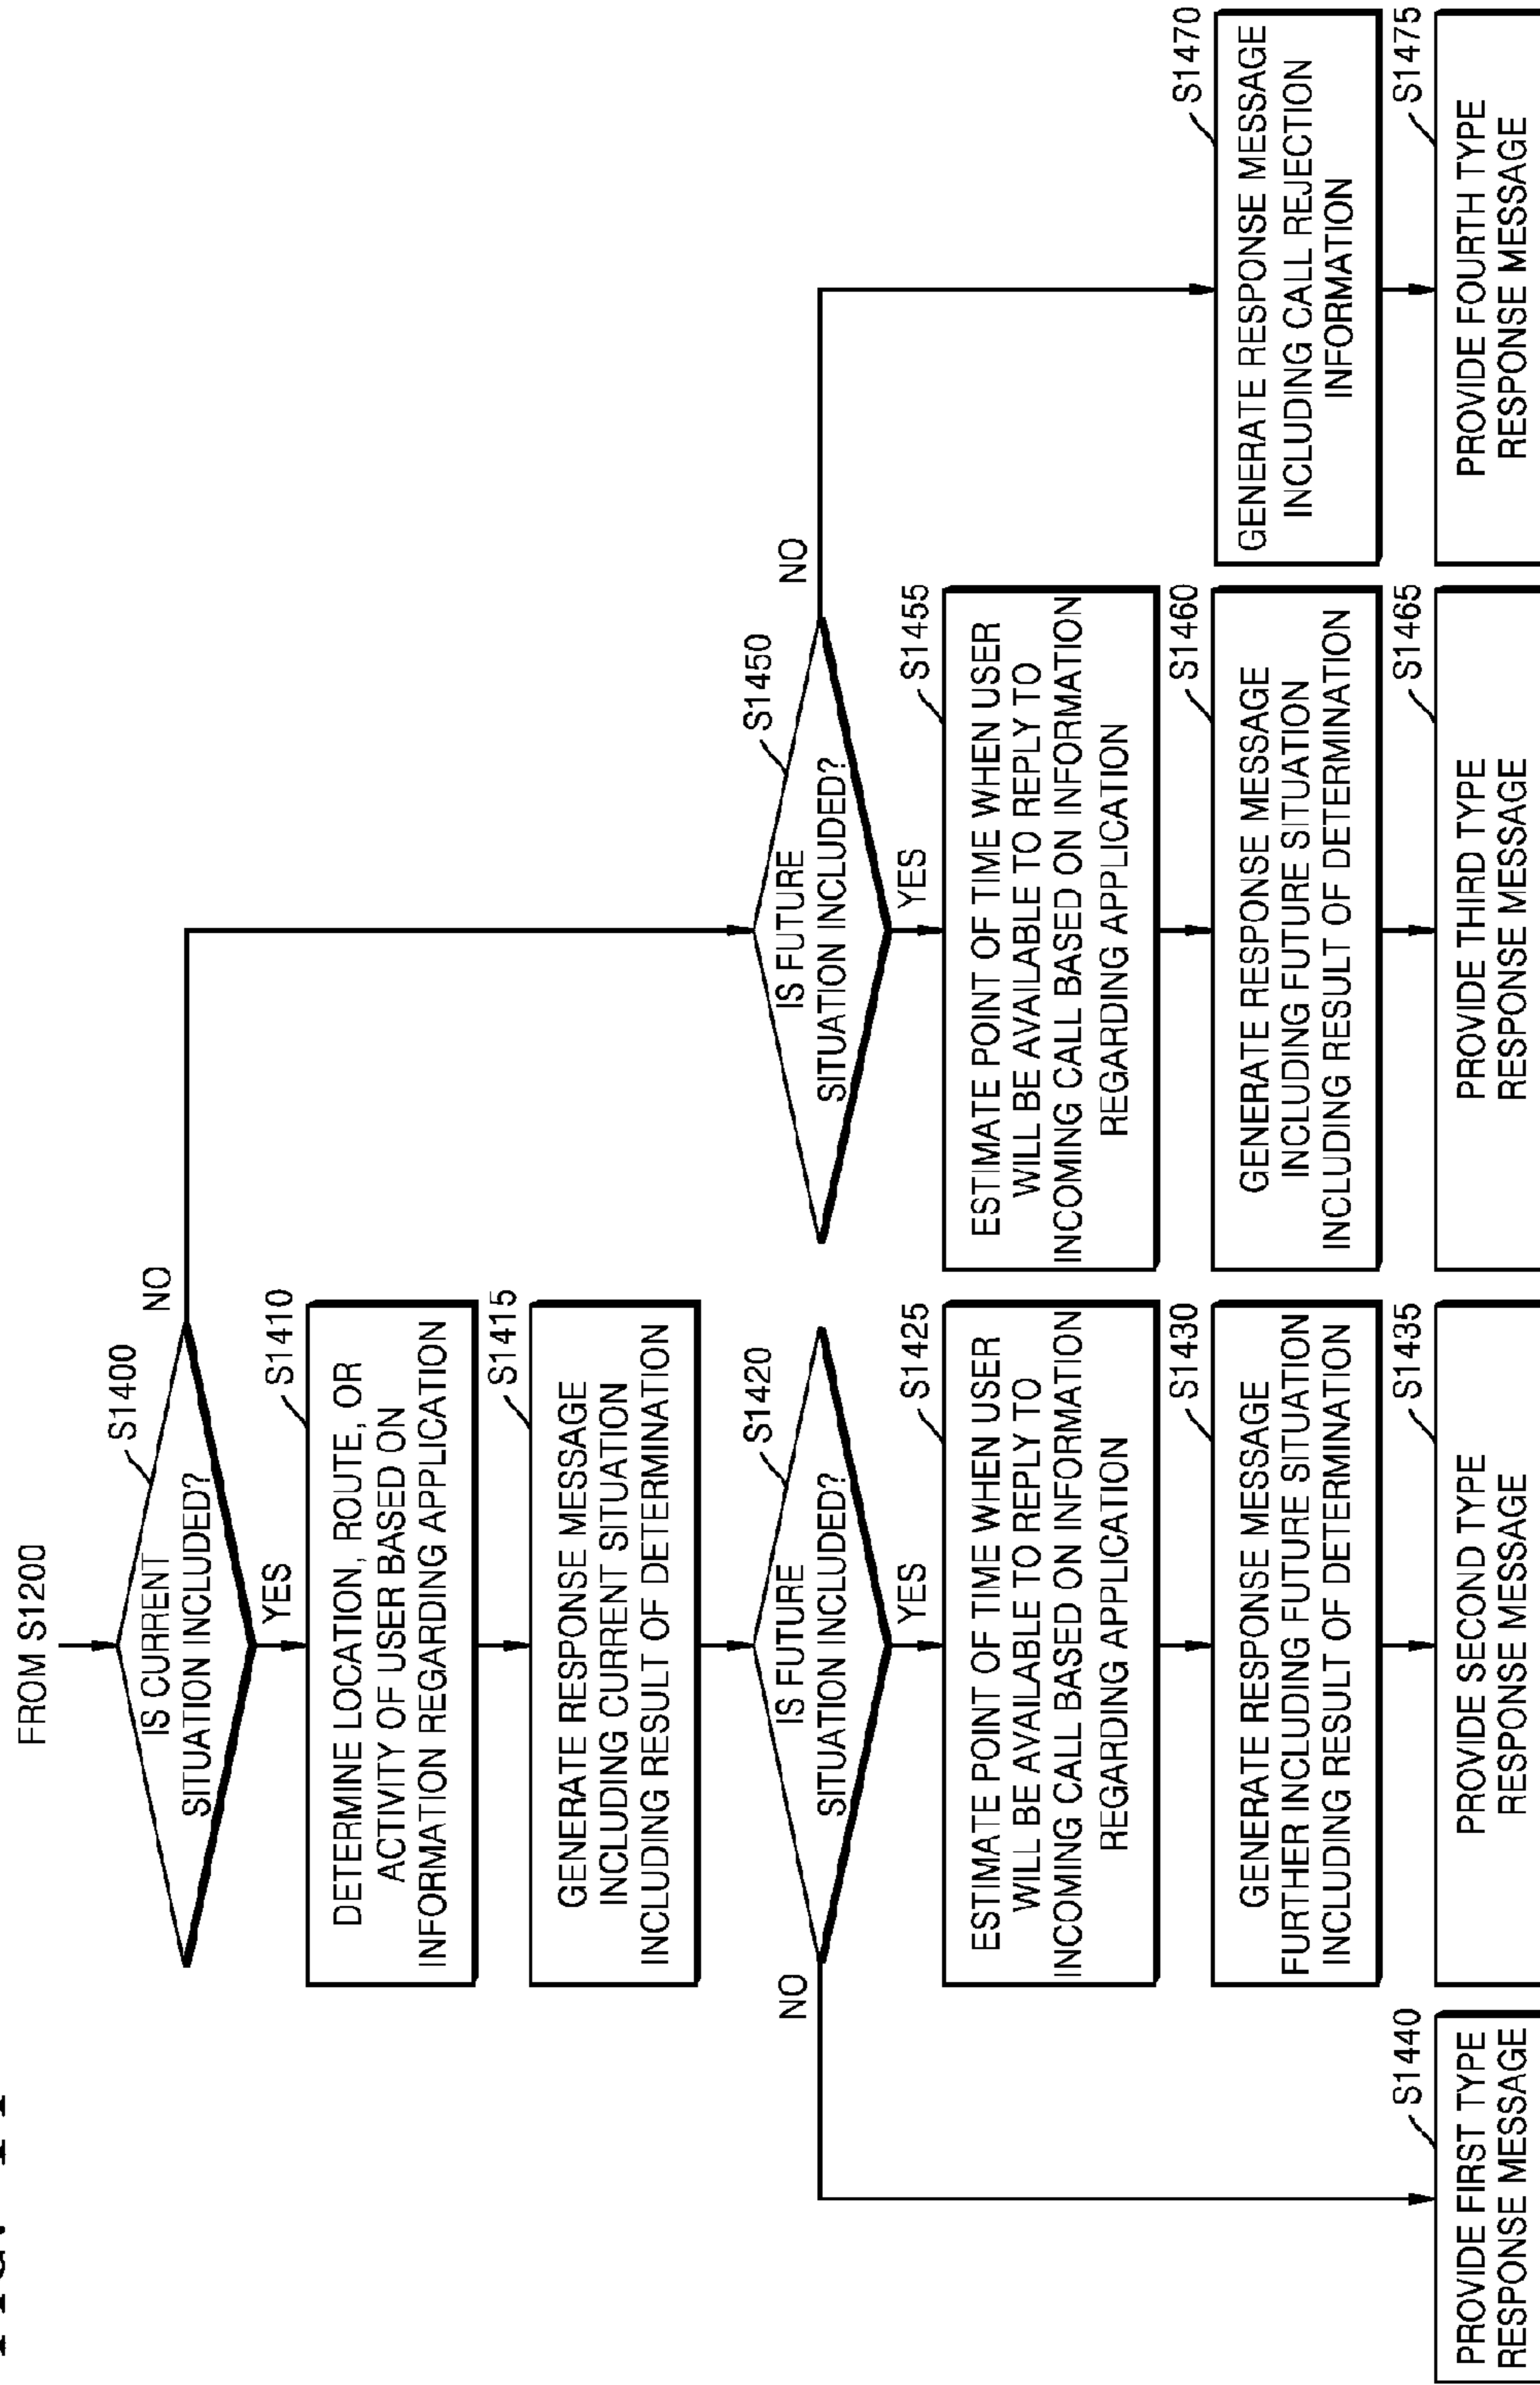 FROM S1200
S1400
IS CURRENT
SITUATION INCLUDED?
NO
YES
S1410
DETERMINE LOCATION, ROUTE, OR
ACTIVITY OF USER BASED ON
INFORMATION REGARDING APPLICATION
S1415
GENERATE RESPONSE MESSAGE
INCLUDING CURRENT SITUATION
INCLUDING RESULT OF DETERMINATION
S1420
IS FUTURE
SITUATION INCLUDED?
NO
YES
S1425
ESTIMATE POINT OF TIME WHEN USER
WILL BE AVAILABLE TO REPLY TO
INCOMING CALL BASED ON INFORMATION
REGARDING APPLICATION
S1430
GENERATE RESPONSE MESSAGE
FURTHER INCLUDING FUTURE SITUATION
INCLUDING RESULT OF DETERMINATION
S1435
PROVIDE SECOND TYPE
RESPONSE MESSAGE
S1440
PROVIDE FIRST TYPE
RESPONSE MESSAGE
S1450
IS FUTURE
SITUATION INCLUDED?
NO
YES
S1455
ESTIMATE POINT OF TIME WHEN USER
WILL BE AVAILABLE TO REPLY TO
INCOMING CALL BASED ON INFORMATION
REGARDING APPLICATION
S1460
GENERATE RESPONSE MESSAGE
INCLUDING FUTURE SITUATION
INCLUDING RESULT OF DETERMINATION
S1465
PROVIDE THIRD TYPE
RESPONSE MESSAGE
S1470
GENERATE RESPONSE MESSAGE
INCLUDING CALL REJECTION
INFORMATION
S1475
PROVIDE FOURTH TYPE
RESPONSE MESSAGE